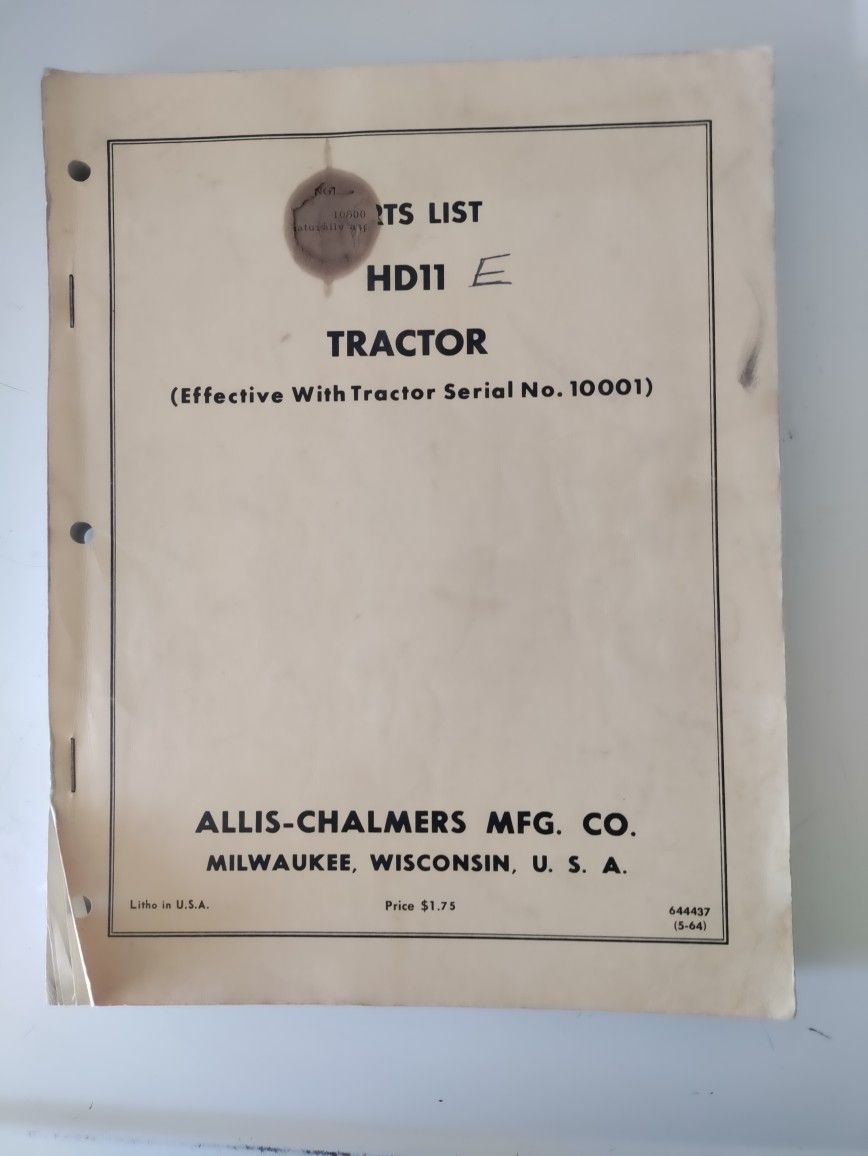 RTS LIST
HD11 E
TRACTOR
(Effective With Tractor Serial No. 10001)
ALLIS-CHALMERS MFG. CO.
MILWAUKEE, WISCONSIN, U. S. A.
Litho in U.S.A.
Price $1.75
644437
(5-64)